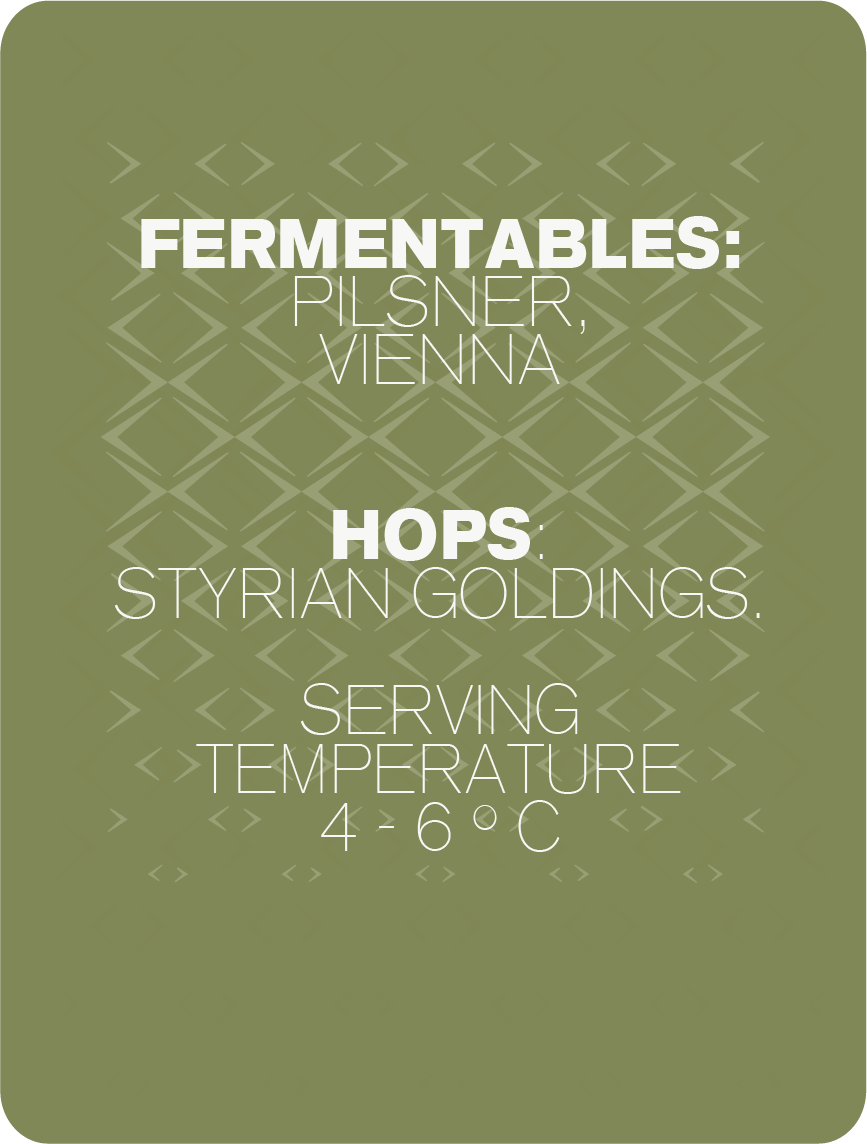 FERMENTABLES:
PILSNER,
VIENNA
HOPS:
STYRIAN GOLDINGS.
SERVING
TEMPERATURE
4 - 6 ° C